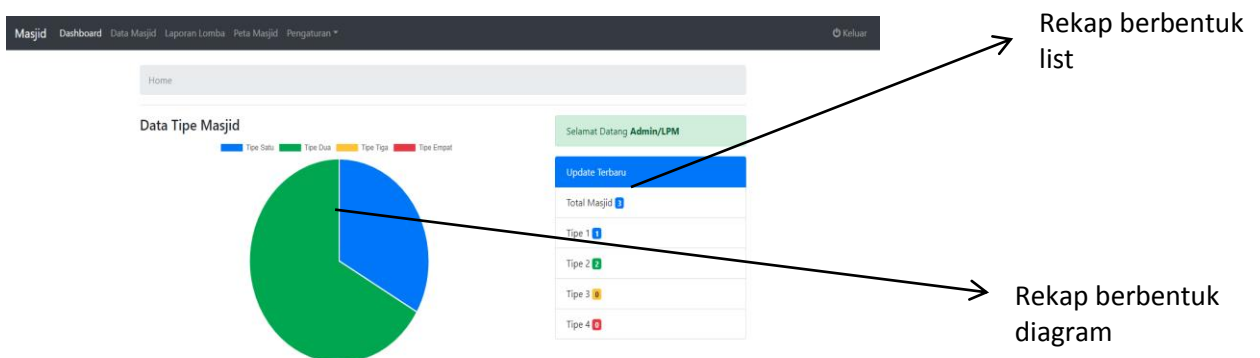 Masjid Dashboard Data Masjid Laporan Lomba Peta Masjid Pengaturan Keluar
Rekap berbentuk
list
Home
Data Tipe Masjid
Tipe Satu Tipe Dua Tipe Tiga Tipe Empat
Selamat Datang Admin/LPM
Update Terbaru
Total Masjid 3
Tipe 1 1
Tipe 2 2
Tipe 3 0
Tipe 4 0
Rekap berbentuk
diagram